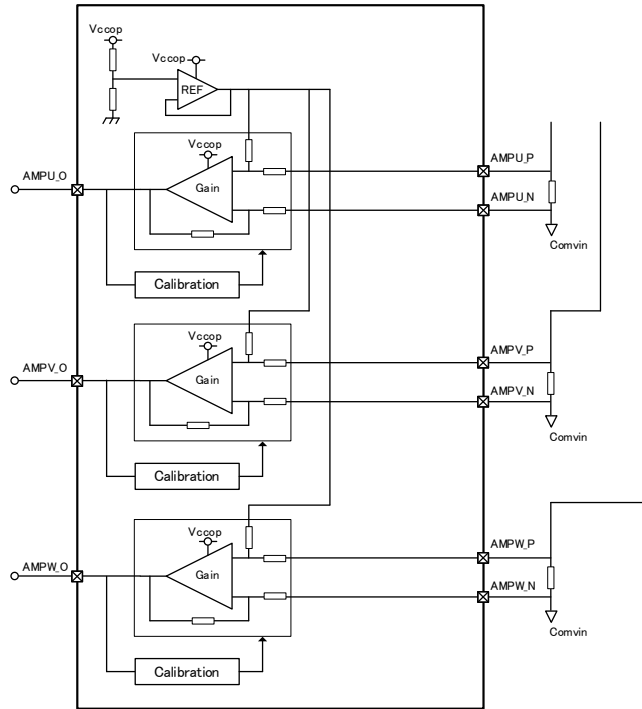 Vccop
Vccop
REF
AMPU_O
Vccop
Gain
AMPU_P
AMPU_N
Comvin
Calibration
AMPV_O
Vccop
Gain
AMPV_P
AMPV_N
Comvin
Calibration
AMPW_O
Vccop
Gain
AMPW_P
AMPW_N
Comvin
Calibration